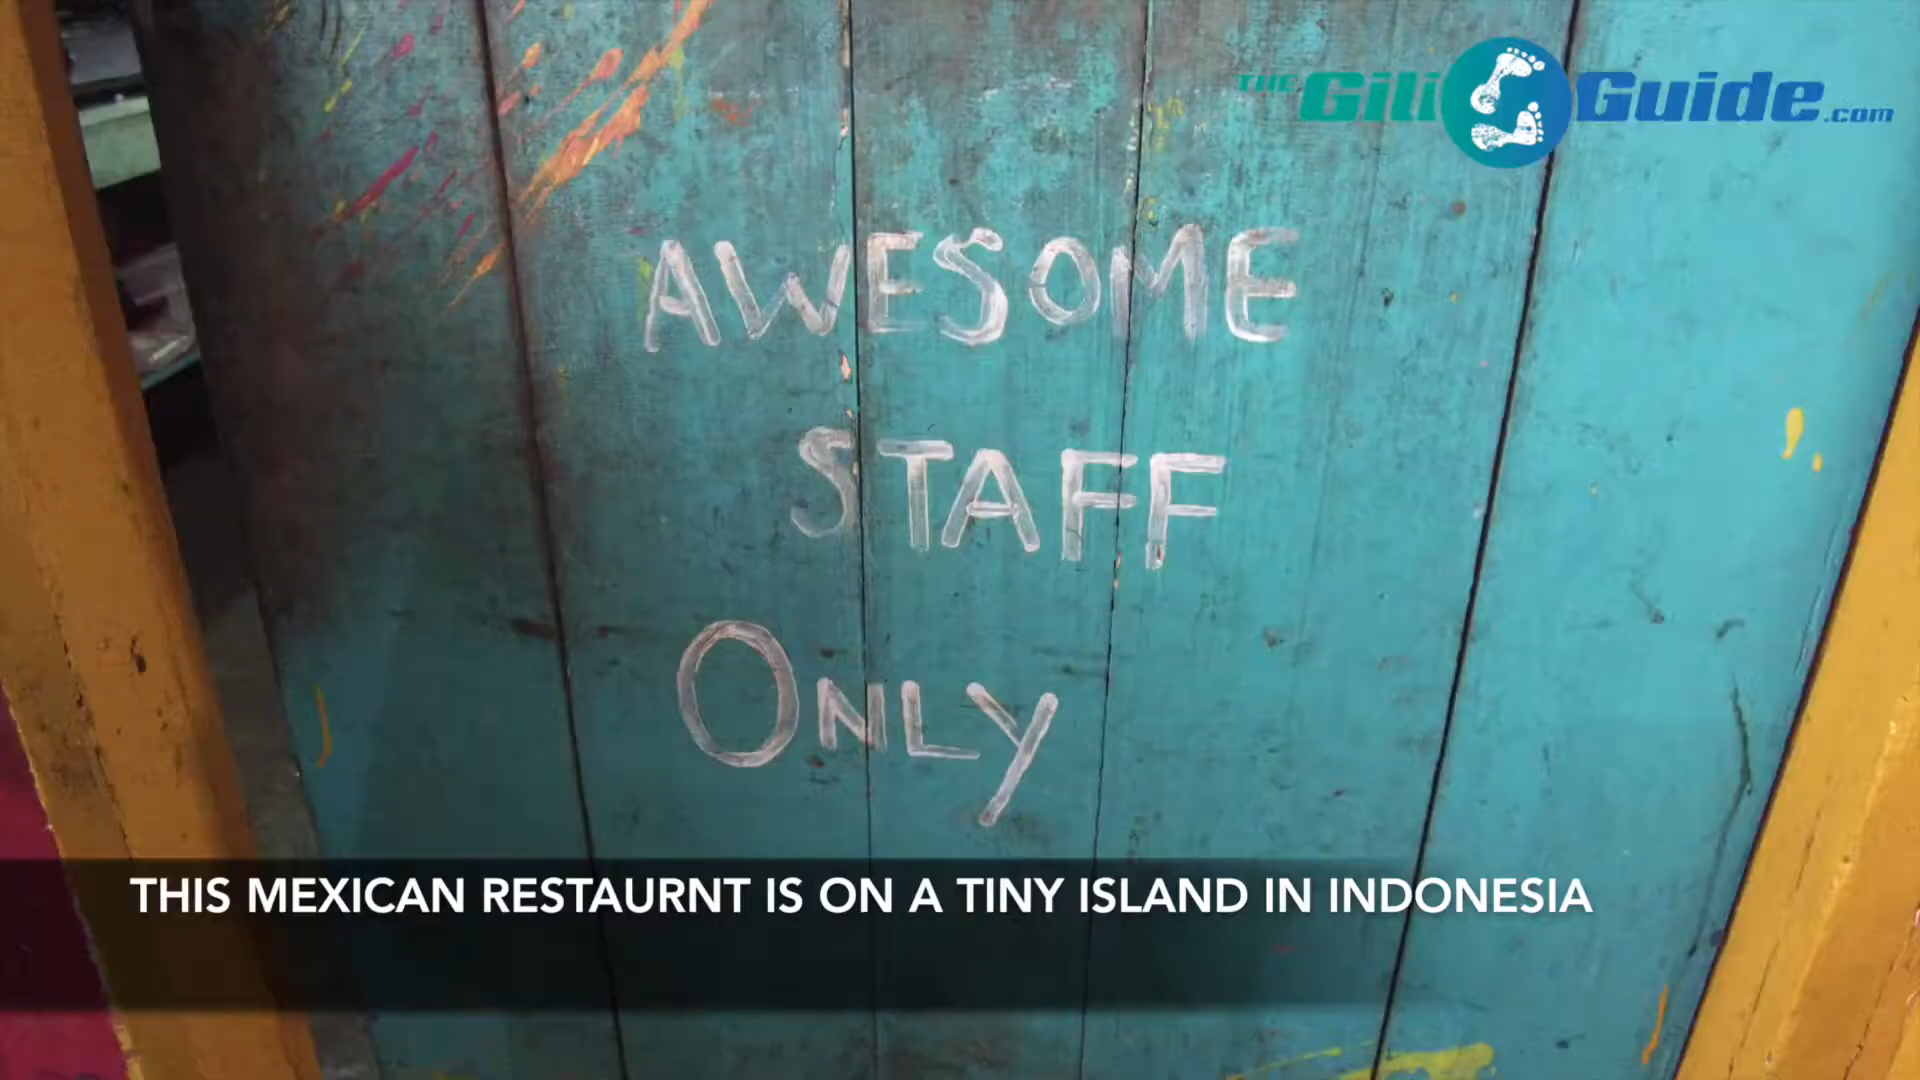 THE Gili Guide.com
AWESOME
STAFF
ONLY
THIS MEXICAN RESTAURNT IS ON A TINY ISLAND IN INDONESIA